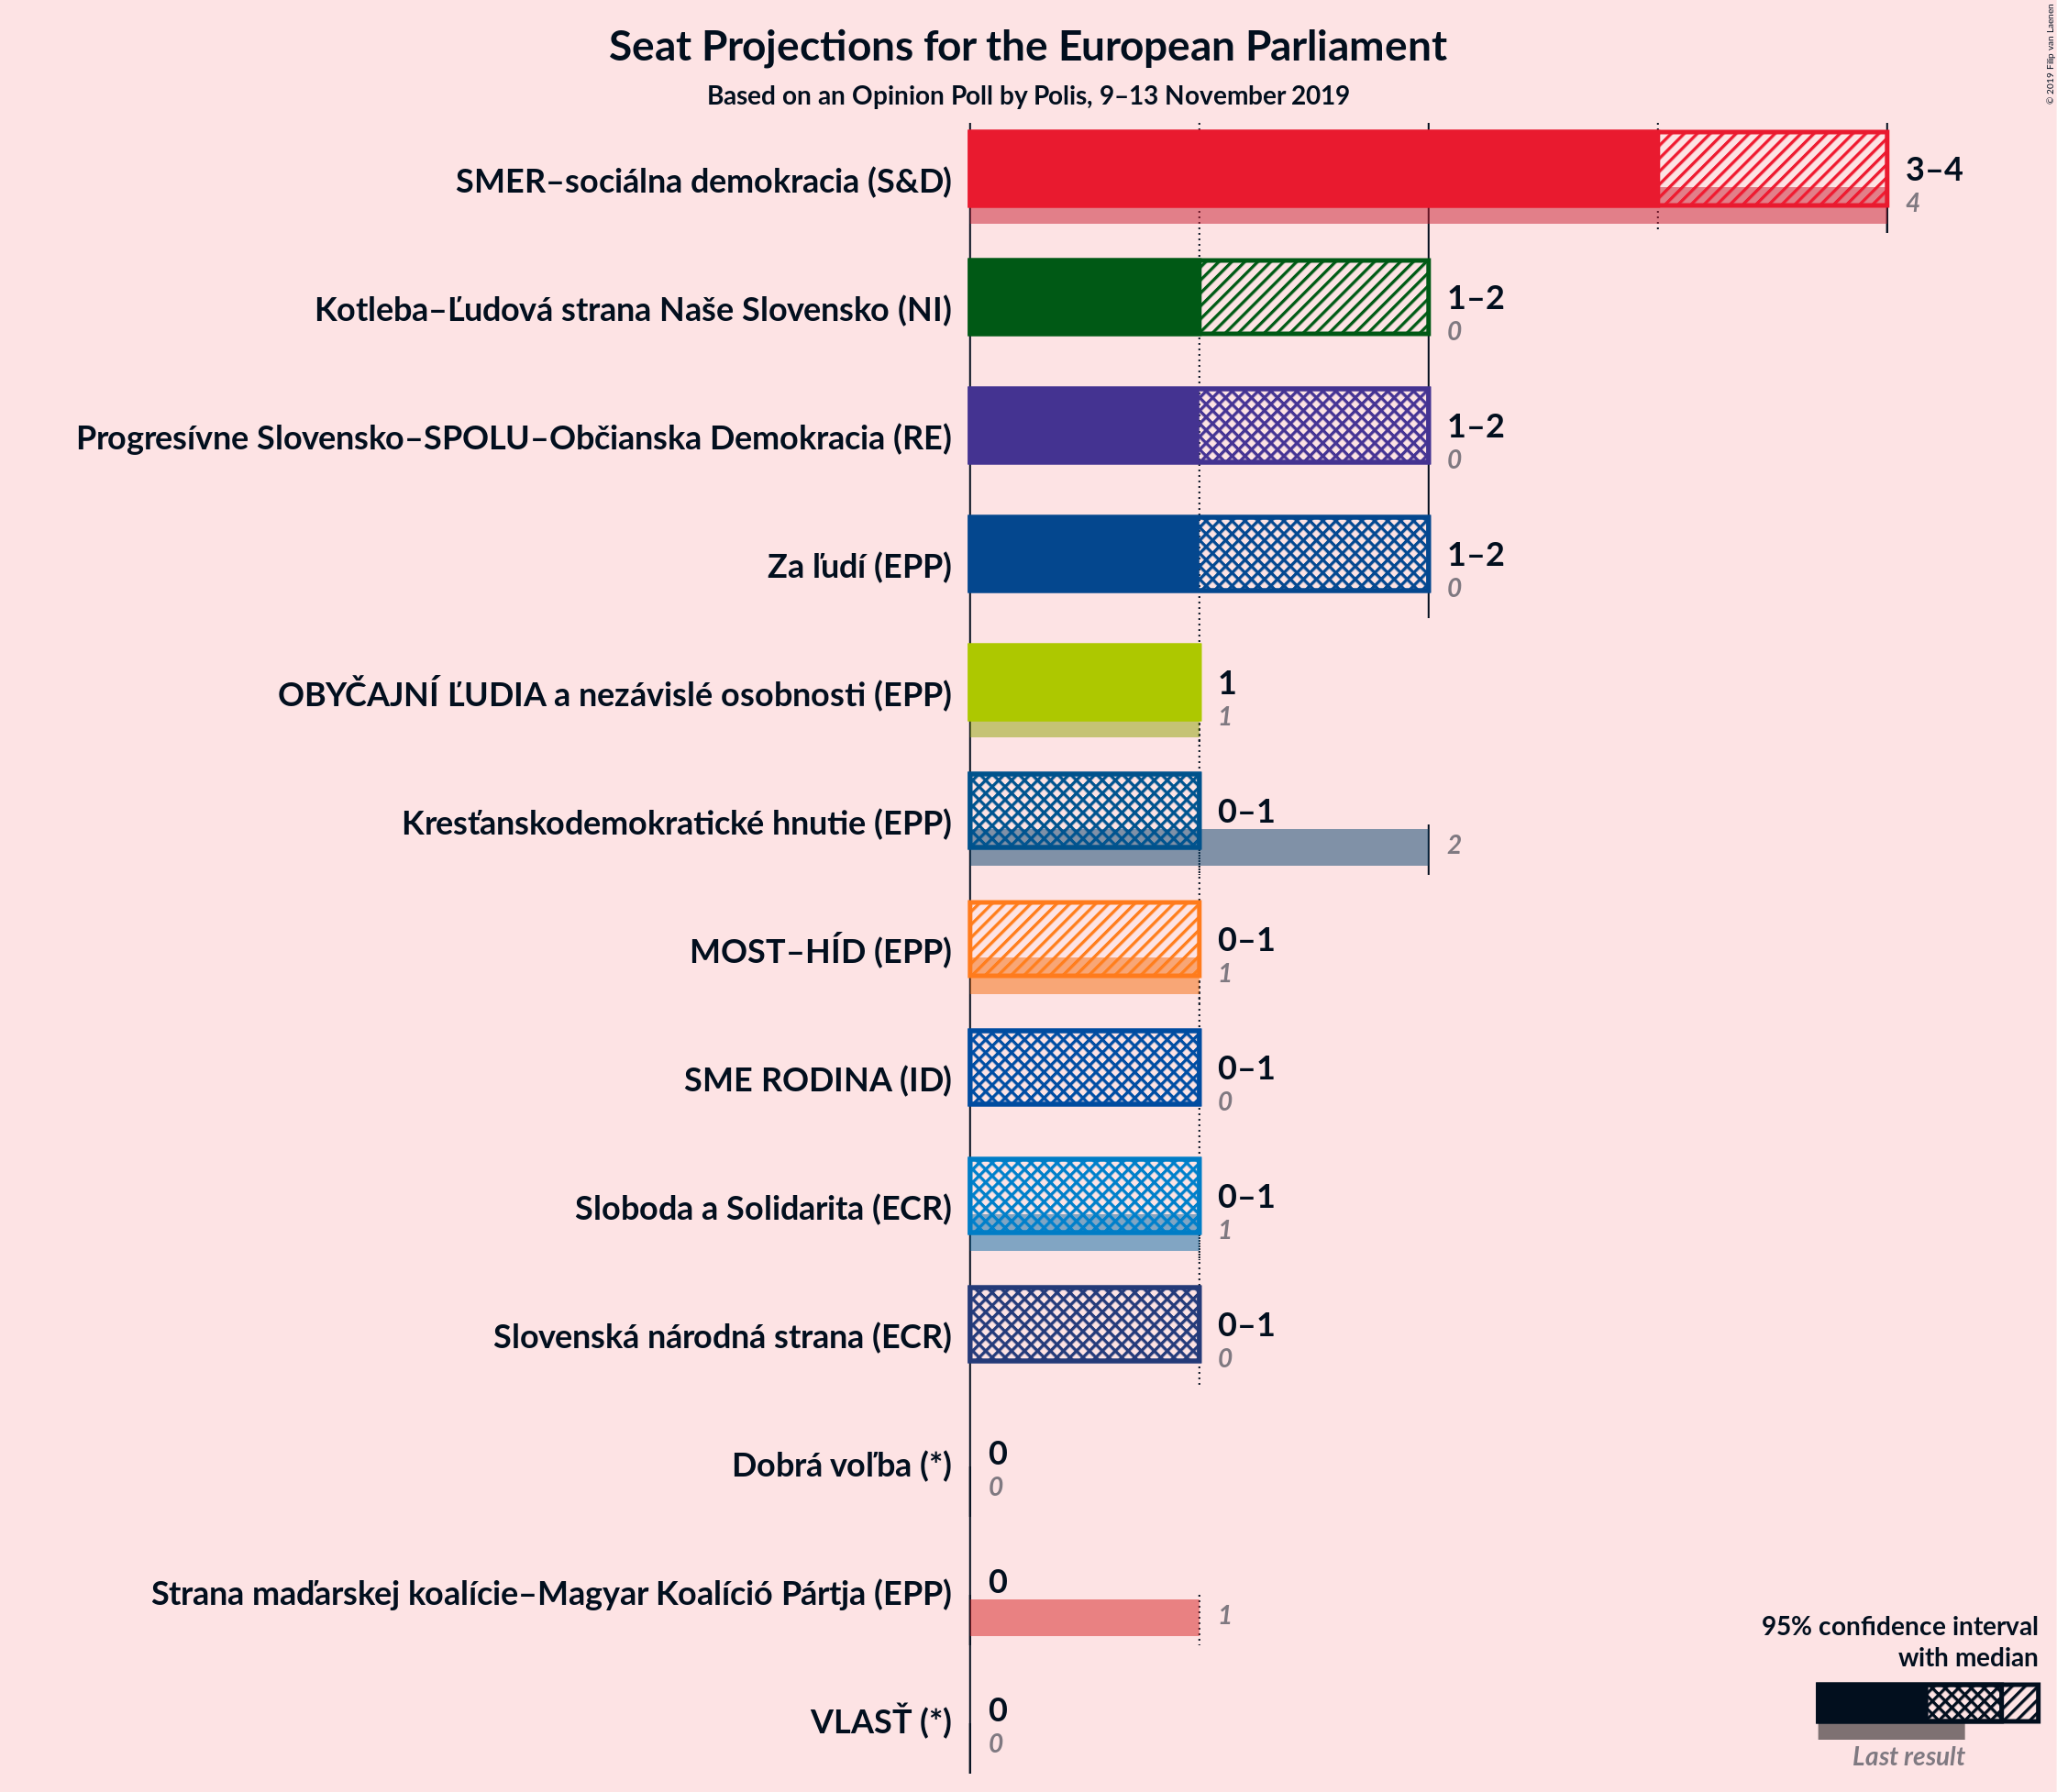 Seat Projections for the European Parliament
Based on an Opinion Poll by Polis, 9–13 November 2019
© 2019 Filip van Laenen
SMER–sociálna demokracia (S&D)
3–4
4
Kotleba–Ľudová strana Naše Slovensko (NI)
1–2
0
Progresívne Slovensko–SPOLU–Občianska Demokracia (RE)
1–2
0
Za ľudí (EPP)
1–2
0
OBYČAJNÍ ĽUDIA a nezávislé osobnosti (EPP)
1
1
Kresťanskodemokratické hnutie (EPP)
0–1
2
MOST–HÍD (EPP)
0–1
1
SME RODINA (ID)
0–1
0
Sloboda a Solidarita (ECR)
0–1
1
Slovenská národná strana (ECR)
0–1
0
Dobrá voľba (*)
0
0
Strana maďarskej koalície–Magyar Koalíció Pártja (EPP)
0
1
VLASŤ (*)
0
0
95% confidence interval
with median
Last result